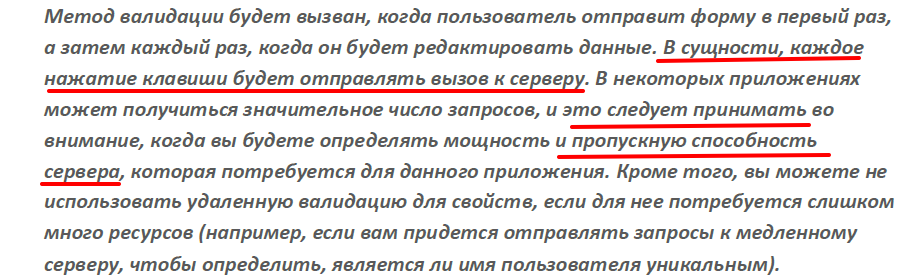 Метод валидации будет вызван, когда пользователь отправит форму в первый раз,
а затем каждый раз, когда он будет редактировать данные. В сущности, каждое
нажатие клавиши будет отправлять вызов к серверу. В некоторых приложениях
может получиться значительное число запросов, и это следует принимать во
внимание, когда вы будете определять мощность и пропускную способность
сервера, которая потребуется для данного приложения. Кроме того, вы можете не
использовать удаленную валидацию для свойств, если для нее потребуется слишком
много ресурсов (например, если вам придется отправлять запросы к медленному
серверу, чтобы определить, является ли имя пользователя уникальным).